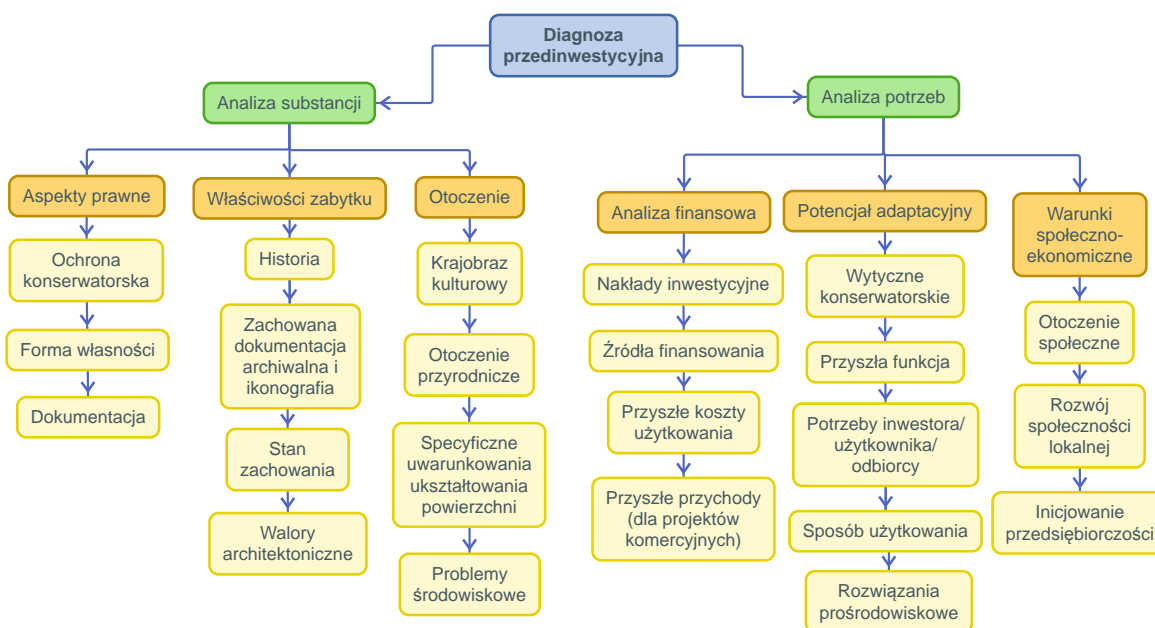 Diagnoza
przedinwestycyjna
Analiza substancji
Analiza potrzeb
Aspekty prawne
Ochrona
konserwatorska
Forma własności
Dokumentacja
Właściwości zabytku
Historia
Zachowana
dokumentacja
archiwalna i
ikonografia
Stan
zachowania
Walory
architektoniczne
Otoczenie
Krajobraz
kulturowy
Otoczenie
przyrodnicze
Specyficzne
uwarunkowania
ukształtowania
powierzchni
Problemy
środowiskowe
Analiza finansowa
Nakłady inwestycyjne
Źródła finansowania
Przyszłe koszty
użytkowania
Przyszłe przychody
(dla projektów
komercyjnych)
Potencjał adaptacyjny
Wytyczne
konserwatorskie
Przyszła funkcja
Potrzeby inwestora/
użytkownika/
odbiorcy
Sposób użytkowania
Rozwiązania
prośrodowiskowe
Warunki
społeczno-
ekonomiczne
Otoczenie
społeczne
Rozwój
społeczności
lokalnej
Inicjowanie
przedsiębiorczości